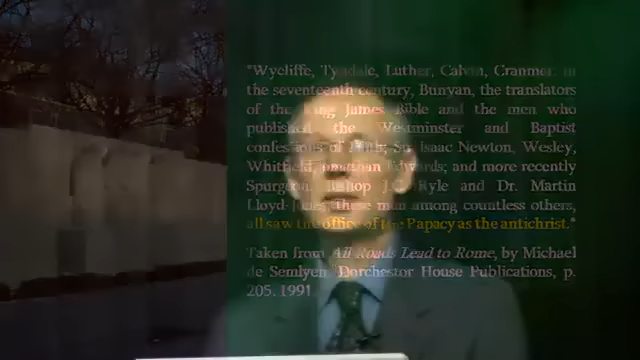 "Wycliffe, Tyndale, Luther, Calvin, Cranmer; in
the seventeenth century, Bunyan, the translators
of the King James Bible and the men who
published the Westminster and Baptist
confessions of Faith; Sir Isaac Newton, Wesley,
Whitfield, Jonathan Edwards; and more recently
Spurgeon, Bishop J.C. Ryle and Dr. Martin
Lloyd-Jones; these men among countless others,
all saw the office of the Papacy as the antichrist."
Taken from All Roads Lead to Rome, by Michael
de Semlyen. Dorchestor House Publications, p.
205. 1991